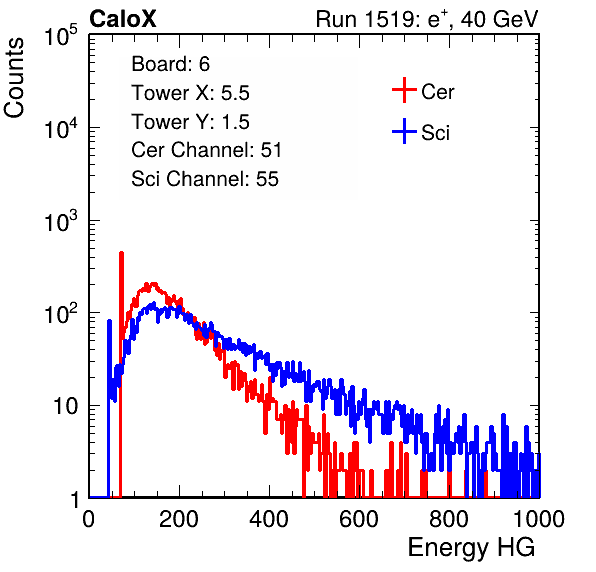 CaloX Run 1519: e⁺, 40 GeV
Counts
Board: 6
Tower X: 5.5
Tower Y: 1.5
Cer Channel: 51
Sci Channel: 55
Cer
Sci
10⁵
10⁴
10³
10²
10
1
0 200 400 600 800 1000
Energy HG